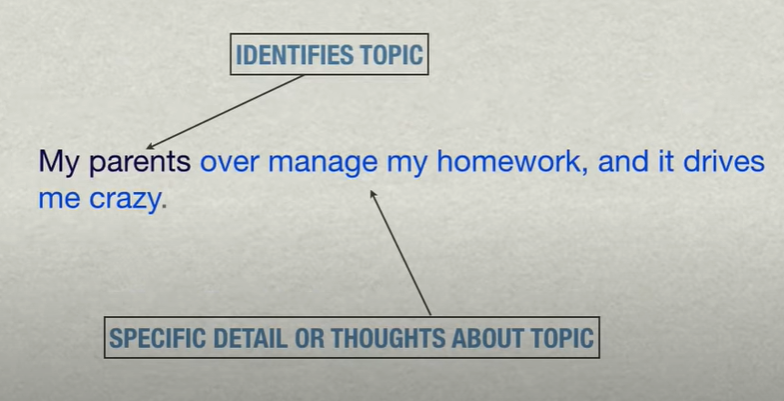 IDENTIFIES TOPIC
My parents over manage my homework, and it drives
me crazy.
SPECIFIC DETAIL OR THOUGHTS ABOUT TOPIC